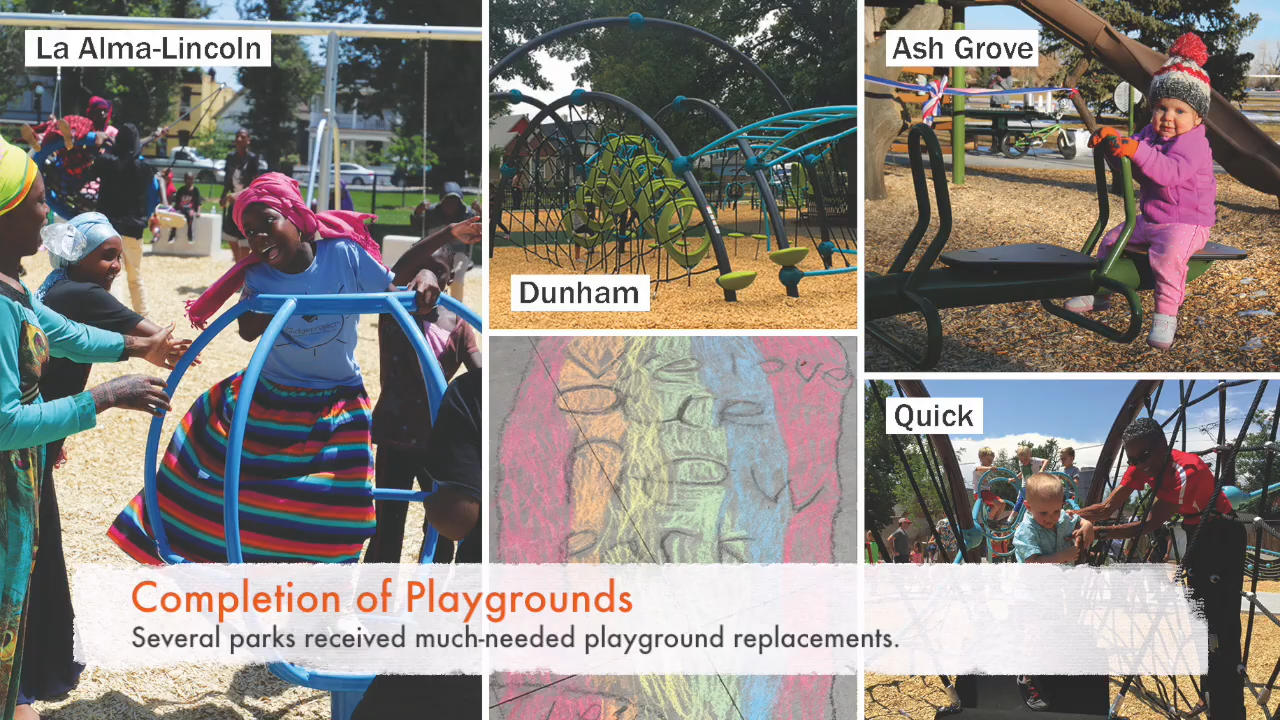 La Alma-Lincoln
Dunham
Ash Grove
Quick
Completion of Playgrounds
Several parks received much-needed playground replacements.